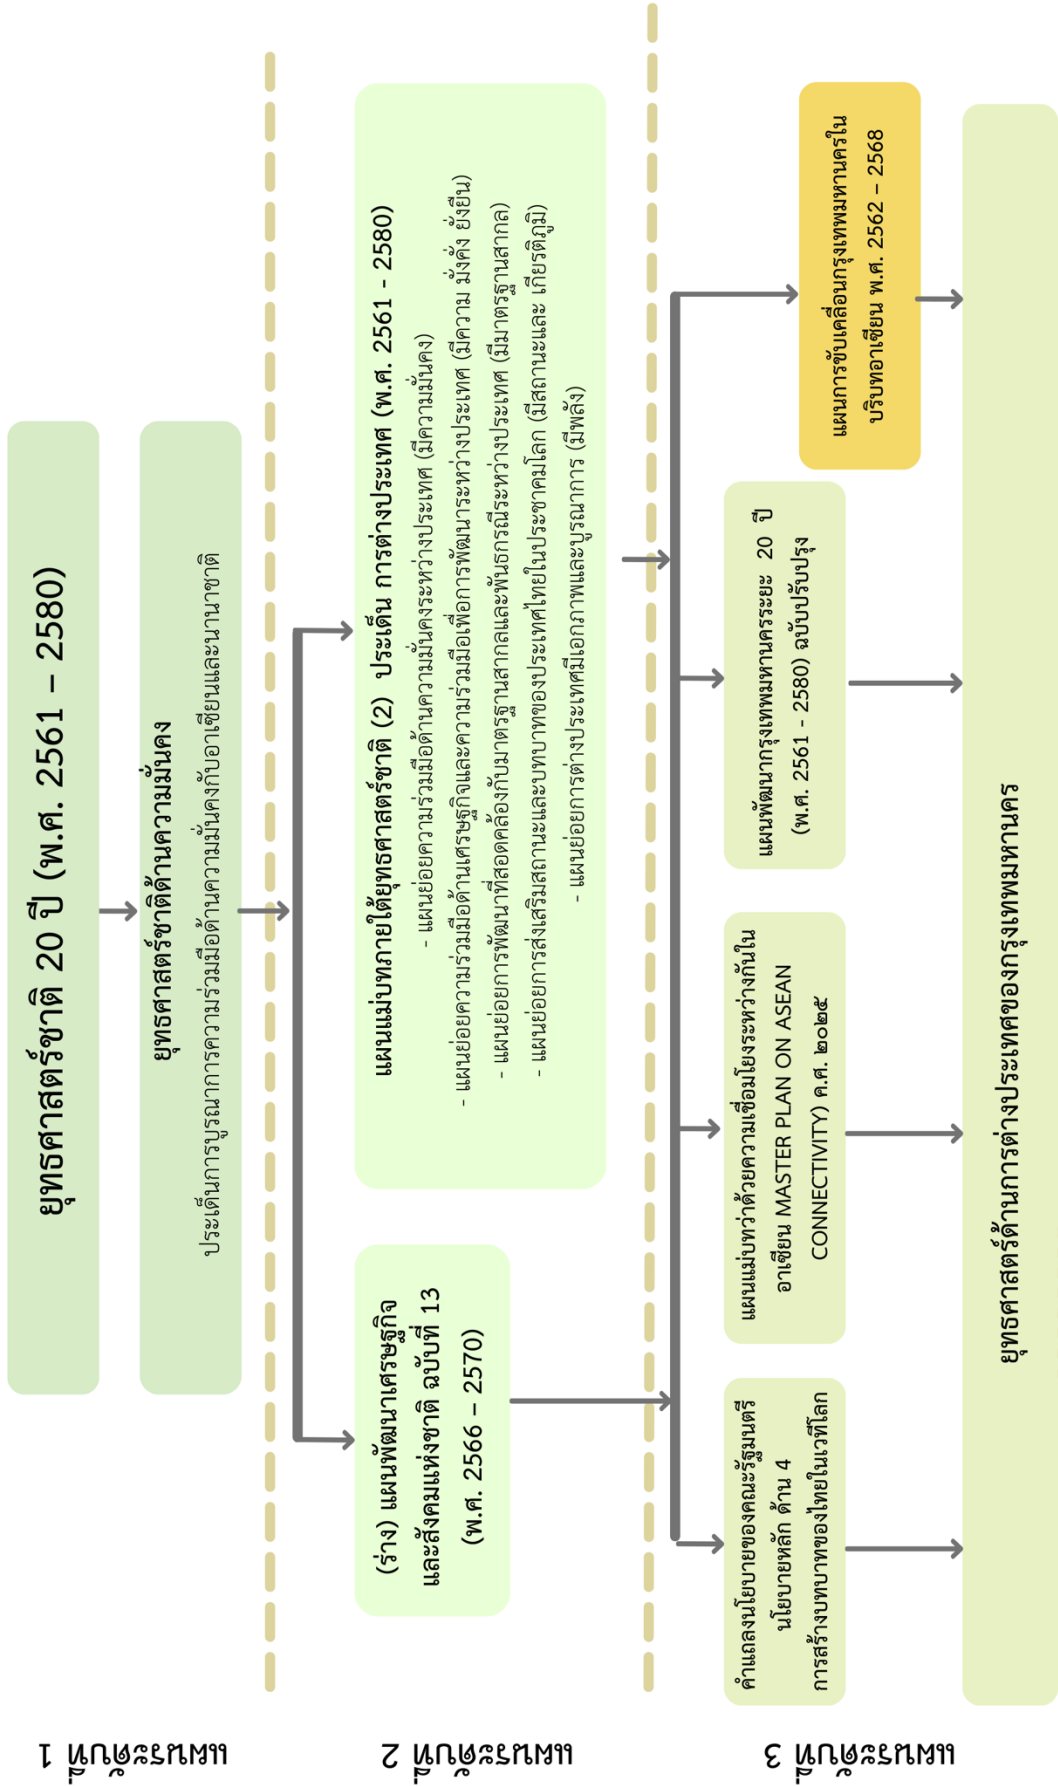 แผนระดับที่ 1
ยุทธศาสตร์ชาติ 20 ปี (พ.ศ. 2561 – 2580)
ยุทธศาสตร์ชาติด้านความมั่นคง
ประเด็นการบูรณาการความร่วมมือด้านความมั่นคงกับอาเซียนและนานาชาติ
แผนระดับที่ 2
(ร่าง) แผนพัฒนาเศรษฐกิจ
และสังคมแห่งชาติ ฉบับที่ 13
(พ.ศ. 2566 – 2570)
แผนแม่บทภายใต้ยุทธศาสตร์ชาติ (2) ประเด็น การต่างประเทศ (พ.ศ. 2561 - 2580)
- แผนย่อยความร่วมมือด้านความมั่นคงระหว่างประเทศ (มีความมั่นคง)
- แผนย่อยความร่วมมือด้านเศรษฐกิจและความร่วมมือเพื่อการพัฒนาระหว่างประเทศ (มีความ มั่งคั่ง ยั่งยืน)
- แผนย่อยการพัฒนาที่สอดคล้องกับมาตรฐานสากลและพันธกรณีระหว่างประเทศ (มีมาตรฐานสากล)
- แผนย่อยการส่งเสริมสถานะและบทบาทของประเทศไทยในประชาคมโลก (มีสถานะและ เกียรติภูมิ)
- แผนย่อยการต่างประเทศมีเอกภาพและบูรณาการ (มีพลัง)
แผนระดับที่ 3
คำแถลงนโยบายของคณะรัฐมนตรี
นโยบายหลัก ด้าน 4
การสร้างบทบาทของไทยในเวทีโลก
แผนแม่บทว่าด้วยความเชื่อมโยงระหว่างกันใน
อาเซียน MASTER PLAN ON ASEAN
CONNECTIVITY) ค.ศ. ๒๐๒๕
แผนพัฒนากรุงเทพมหานครระยะ 20 ปี
(พ.ศ. 2561 - 2580) ฉบับปรับปรุง
แผนการขับเคลื่อนกรุงเทพมหานครใน
บริบทอาเซียน พ.ศ. 2562 – 2568
ยุทธศาสตร์ด้านการต่างประเทศของกรุงเทพมหานคร